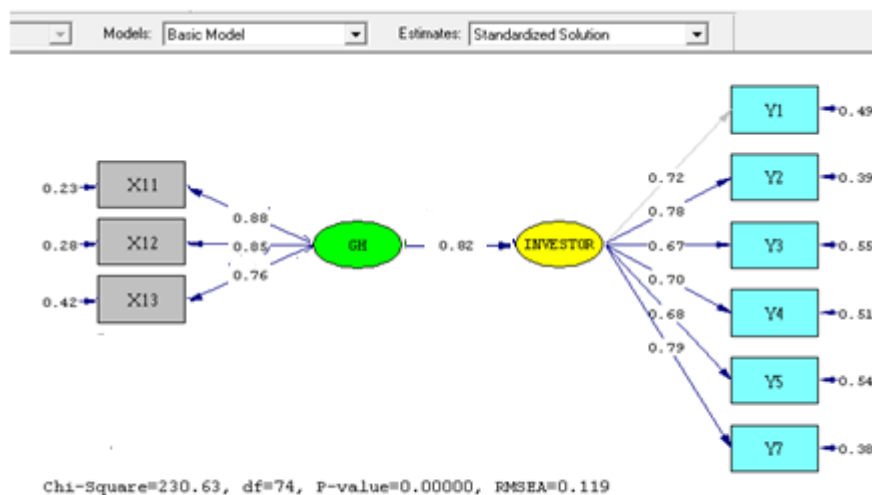 Models: Basic Model Estimates: Standardized Solution
Y1 0.49
0.72
0.23 X11
Y2 0.39
0.78
0.88
0.28 X12 0.85 GH 0.82 INVESTOR 0.67 Y3 0.55
0.76
0.70
0.42 X13
0.68 Y4 0.51
0.79
Y5 0.54
Y7 0.38
Chi-Square=230.63, df=74, P-value=0.00000, RMSEA=0.119